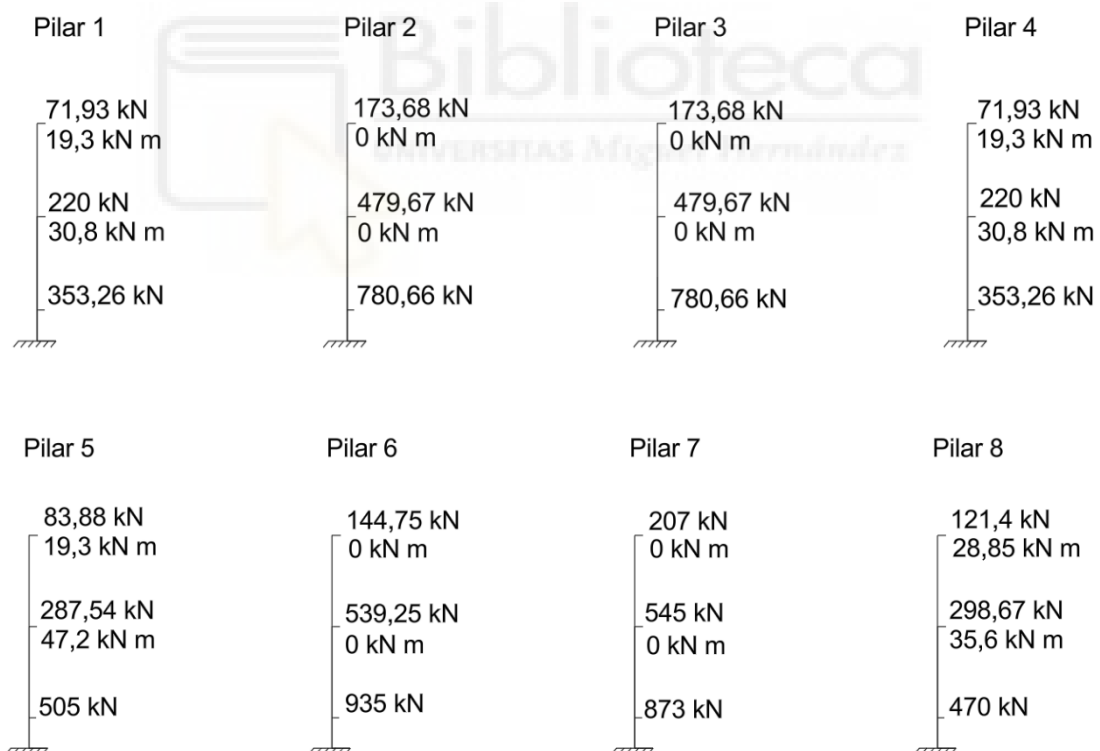 Biblioteca
UNIVERSITAS Miguel Hernández
Pilar 1
Pilar 2
Pilar 3
Pilar 4
71,93 kN
19,3 kN m
220 kN
30,8 kN m
353,26 kN
173,68 kN
0 kN m
479,67 kN
0 kN m
780,66 kN
173,68 kN
0 kN m
479,67 kN
0 kN m
780,66 kN
71,93 kN
19,3 kN m
220 kN
30,8 kN m
353,26 kN
Pilar 5
Pilar 6
Pilar 7
Pilar 8
83,88 kN
19,3 kN m
287,54 kN
47,2 kN m
505 kN
144,75 kN
0 kN m
539,25 kN
0 kN m
935 kN
207 kN
0 kN m
545 kN
0 kN m
873 kN
121,4 kN
28,85 kN m
298,67 kN
35,6 kN m
470 kN